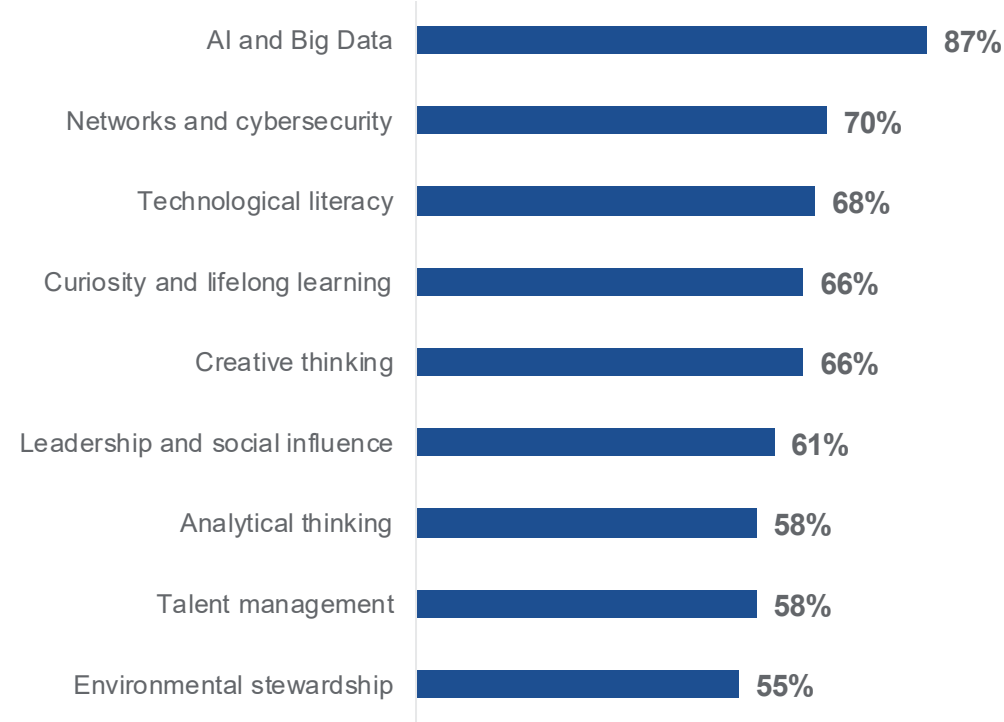 AI and Big Data 87%
Networks and cybersecurity 70%
Technological literacy 68%
Curiosity and lifelong learning 66%
Creative thinking 66%
Leadership and social influence 61%
Analytical thinking 58%
Talent management 58%
Environmental stewardship 55%